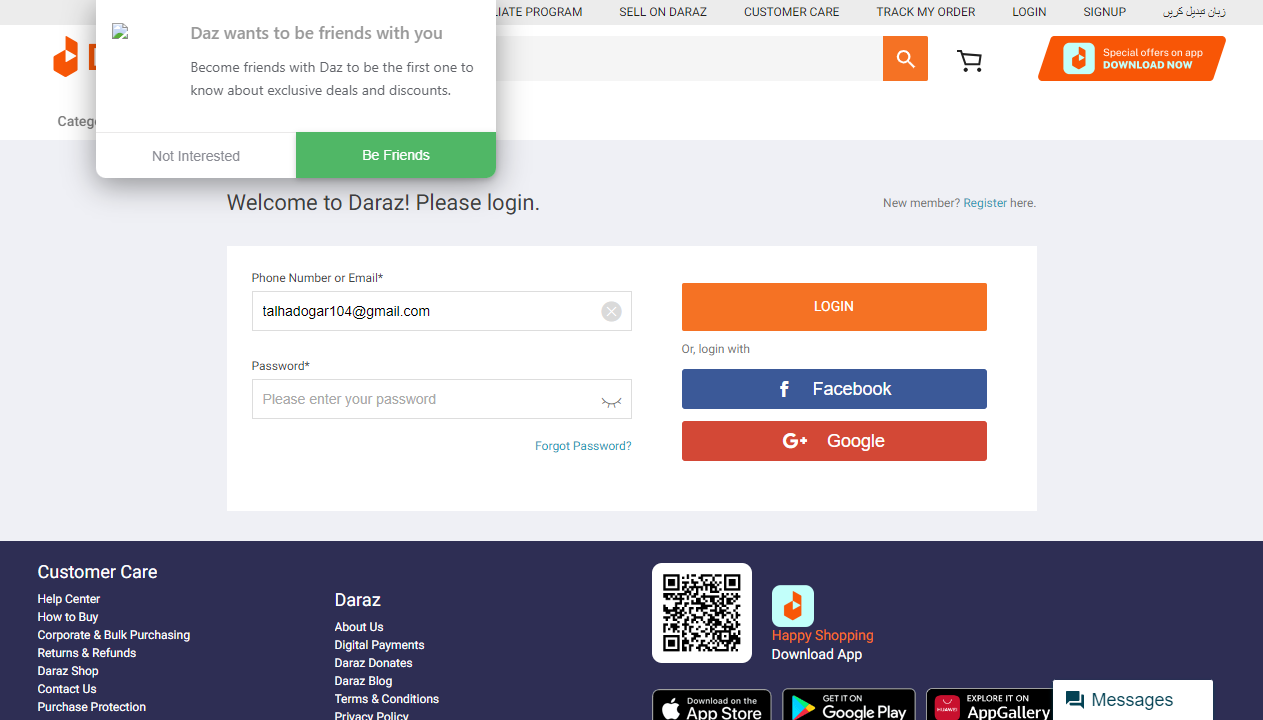 LIATE PROGRAM SELL ON DARAZ CUSTOMER CARE TRACK MY ORDER LOGIN SIGNUP زبان تبدیل کریں
Daz wants to be friends with you
Become friends with Daz to be the first one to
know about exclusive deals and discounts.
Not Interested Be Friends
Special offers on app
DOWNLOAD NOW
Categ
Welcome to Daraz! Please login.
New member? Register here.
Phone Number or Email*
talhadogar104@gmail.com
Password*
Please enter your password
Forgot Password?
LOGIN
Or, login with
Facebook
G+ Google
Customer Care
Help Center
How to Buy
Corporate & Bulk Purchasing
Returns & Refunds
Daraz Shop
Contact Us
Purchase Protection
Daraz
About Us
Digital Payments
Daraz Donates
Daraz Blog
Terms & Conditions
Privacy Policy
Happy Shopping
Download App
Download on the
App Store
GET IT ON
Google Play
HUAWEI
EXPLORE IT ON
AppGallery
Messages